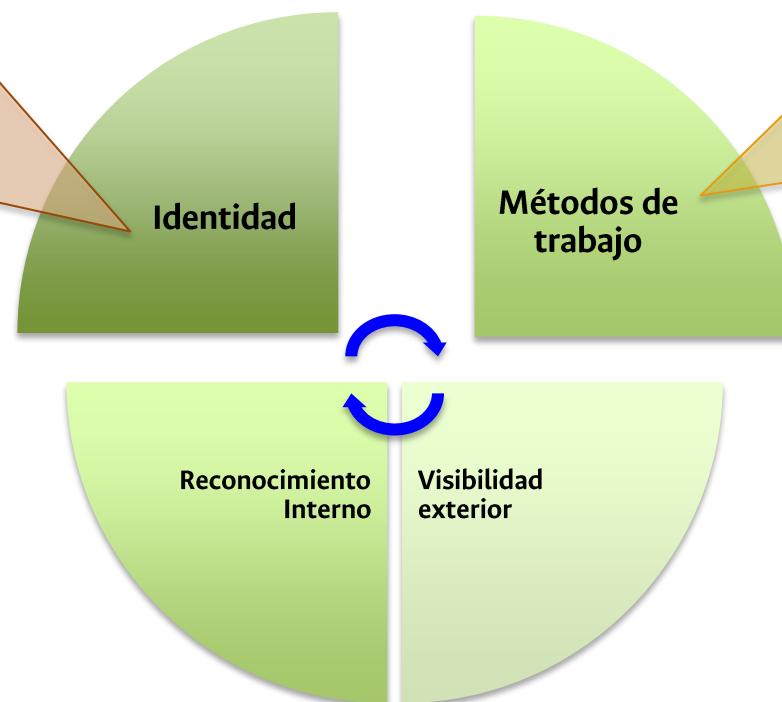 Identidad
Métodos de
trabajo
Reconocimiento
Interno
Visibilidad
exterior